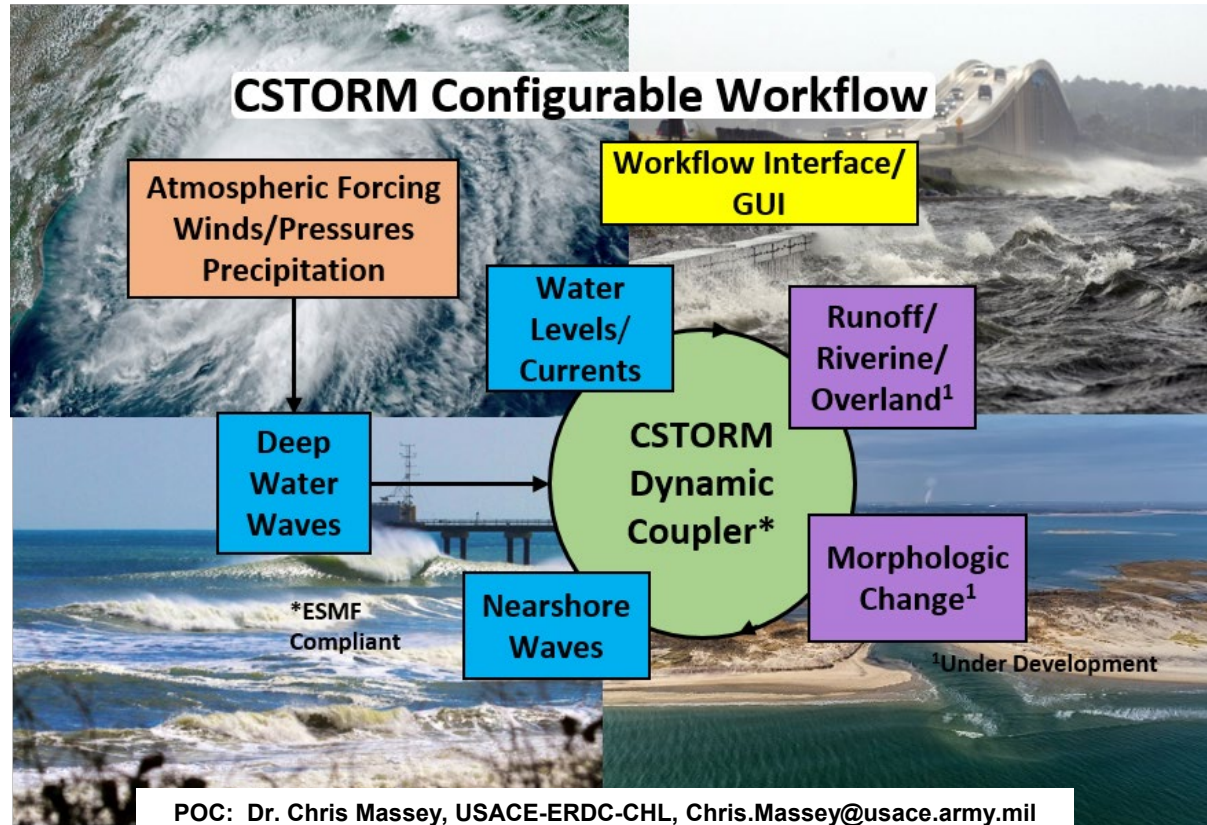 CSTORM Configurable Workflow
Atmospheric Forcing
Winds/Pressures
Precipitation
Workflow Interface/
GUI
Water
Levels/
Currents
Runoff/
Riverine/
Overland¹
Deep
Water
Waves
CSTORM
Dynamic
Coupler*
Morphologic
Change¹
Nearshore
Waves
*ESMF
Compliant
¹Under Development
POC: Dr. Chris Massey, USACE-ERDC-CHL, Chris.Massey@usace.army.mil